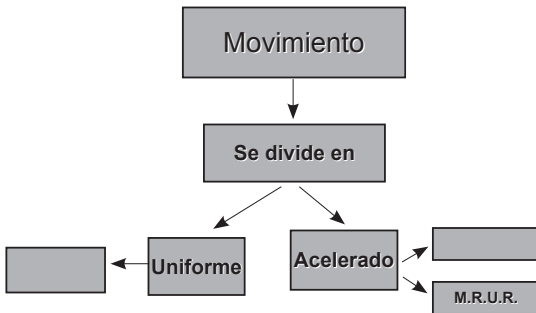 Movimiento
Se divide en
Uniforme
Acelerado
M.R.U.R.